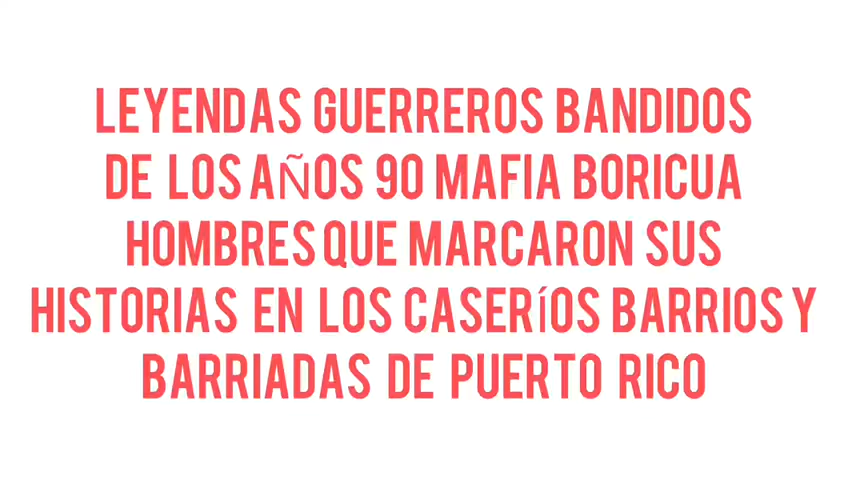 LEYENDAS GUERREROS BANDIDOS
DE LOS AÑOS 90 MAFIA BORICUA
HOMBRES QUE MARCARON SUS
HISTORIAS EN LOS CASERíOS BARRIOS Y
BARRIADAS DE PUERTO RICO